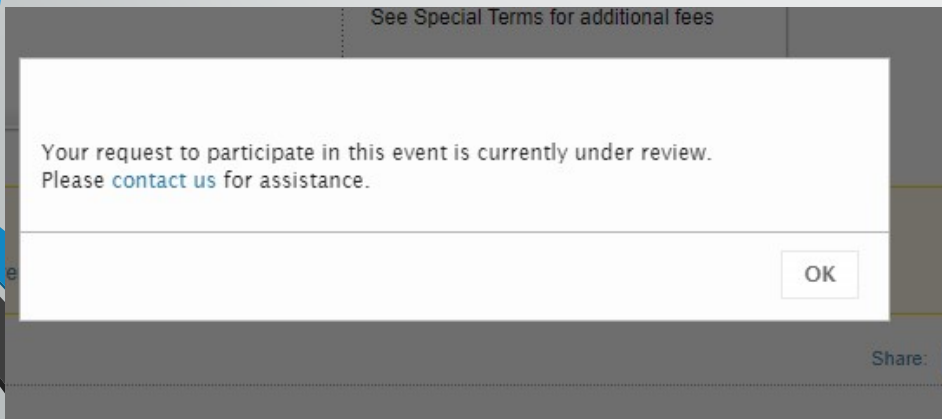 See Special Terms for additional fees
Your request to participate in this event is currently under review.
Please contact us for assistance.
OK
Share: